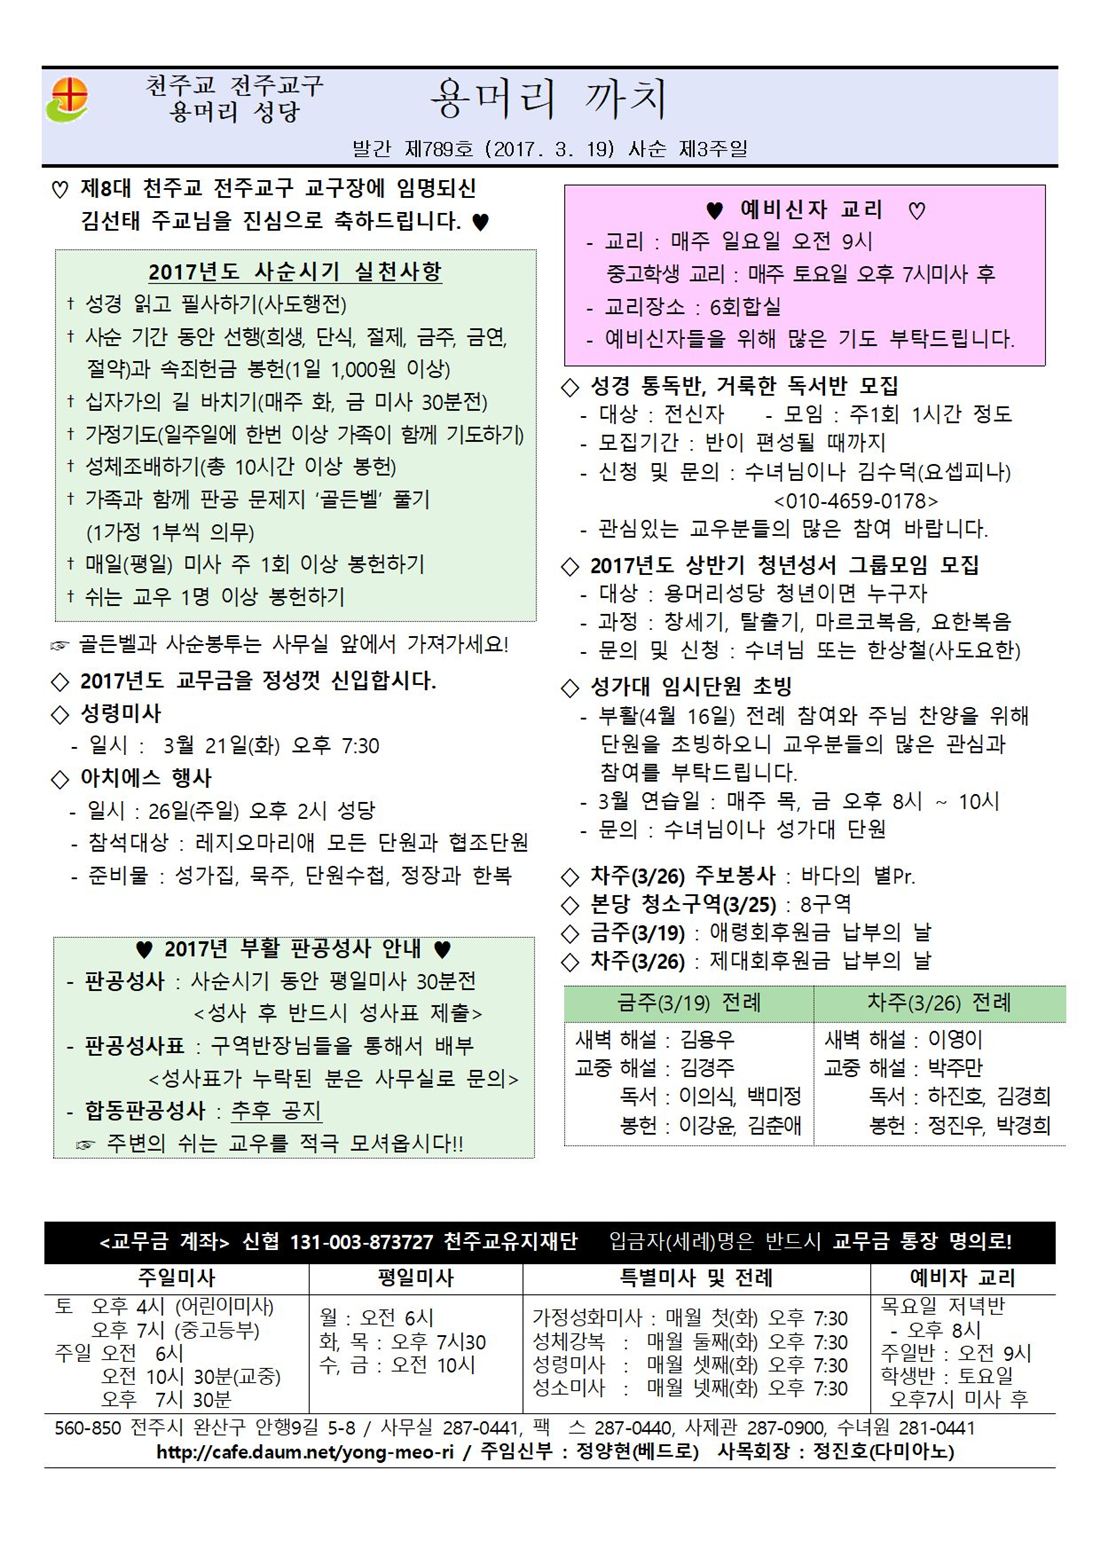 천주교 전주교구
용머리 성당
용머리 까치
발간 제789호 (2017. 3. 19) 사순 제3주일
♡ 제8대 천주교 전주교구 교구장에 임명되신
김선태 주교님을 진심으로 축하드립니다. ♥
2017년도 사순시기 실천사항
† 성경 읽고 필사하기(사도행전)
† 사순 기간 동안 선행(희생, 단식, 절제, 금주, 금연,
절약)과 속죄헌금 봉헌(1일 1,000원 이상)
† 십자가의 길 바치기(매주 화, 금 미사 30분전)
† 가정기도(일주일에 한번 이상 가족이 함께 기도하기)
† 성체조배하기(총 10시간 이상 봉헌)
† 가족과 함께 판공 문제지 ‘골든벨’ 풀기
(1가정 1부씩 의무)
† 매일(평일) 미사 주 1회 이상 봉헌하기
† 쉬는 교우 1명 이상 봉헌하기
☞ 골든벨과 사순봉투는 사무실 앞에서 가져가세요!
◇ 2017년도 교무금을 정성껏 신입합시다.
◇ 성령미사
- 일시 : 3월 21일(화) 오후 7:30
◇ 아치에스 행사
- 일시 : 26일(주일) 오후 2시 성당
- 참석대상 : 레지오마리애 모든 단원과 협조단원
- 준비물 : 성가집, 묵주, 단원수첩, 정장과 한복
♥ 2017년 부활 판공성사 안내 ♥
- 판공성사 : 사순시기 동안 평일미사 30분전
<성사 후 반드시 성사표 제출>
- 판공성사표 : 구역반장님들을 통해서 배부
<성사표가 누락된 분은 사무실로 문의>
- 합동판공성사 : 추후 공지
☞ 주변의 쉬는 교우를 적극 모셔옵시다!!
♥ 예비신자 교리 ♡
- 교리 : 매주 일요일 오전 9시
중고학생 교리 : 매주 토요일 오후 7시미사 후
- 교리장소 : 6회합실
- 예비신자들을 위해 많은 기도 부탁드립니다.
◇ 성경 통독반, 거룩한 독서반 모집
- 대상 : 전신자 - 모임 : 주1회 1시간 정도
- 모집기간 : 반이 편성될 때까지
- 신청 및 문의 : 수녀님이나 김수덕(요셉피나)
<010-4659-0178>
- 관심있는 교우분들의 많은 참여 바랍니다.
◇ 2017년도 상반기 청년성서 그룹모임 모집
- 대상 : 용머리성당 청년이면 누구자
- 과정 : 창세기, 탈출기, 마르코복음, 요한복음
- 문의 및 신청 : 수녀님 또는 한상철(사도요한)
◇ 성가대 임시단원 초빙
- 부활(4월 16일) 전례 참여와 주님 찬양을 위해
단원을 초빙하오니 교우분들의 많은 관심과
참여를 부탁드립니다.
- 3월 연습일 : 매주 목, 금 오후 8시 ~ 10시
- 문의 : 수녀님이나 성가대 단원
◇ 차주(3/26) 주보봉사 : 바다의 별Pr.
◇ 본당 청소구역(3/25) : 8구역
◇ 금주(3/19) : 애령회후원금 납부의 날
◇ 차주(3/26) : 제대회후원금 납부의 날
금주(3/19) 전례 차주(3/26) 전례
새벽 해설 : 김용우 새벽 해설 : 이영이
교중 해설 : 김경주 교중 해설 : 박주만
독서 : 이의식, 백미정 독서 : 하진호, 김경희
봉헌 : 이강윤, 김춘애 봉헌 : 정진우, 박경희
<교무금 계좌> 신협 131-003-873727 천주교유지재단 입금자(세례)명은 반드시 교무금 통장 명의로!
주일미사 평일미사 특별미사 및 전례 예비자 교리
토 오후 4시 (어린이미사)
오후 7시 (중고등부)
주일 오전 6시
오전 10시 30분(교중)
오후 7시 30분
월 : 오전 6시
화, 목 : 오후 7시30
수, 금 : 오전 10시
가정성화미사 : 매월 첫(화) 오후 7:30
성체강복 : 매월 둘째(화) 오후 7:30
성령미사 : 매월 셋째(화) 오후 7:30
성소미사 : 매월 넷째(화) 오후 7:30
목요일 저녁반
- 오후 8시
주일반 : 오전 9시
학생반 : 토요일
오후7시 미사 후
560-850 전주시 완산구 안행9길 5-8 / 사무실 287-0441, 팩 스 287-0440, 사제관 287-0900, 수녀원 281-0441
http://cafe.daum.net/yong-meo-ri / 주임신부 : 정양현(베드로) 사목회장 : 정진호(다미아노)